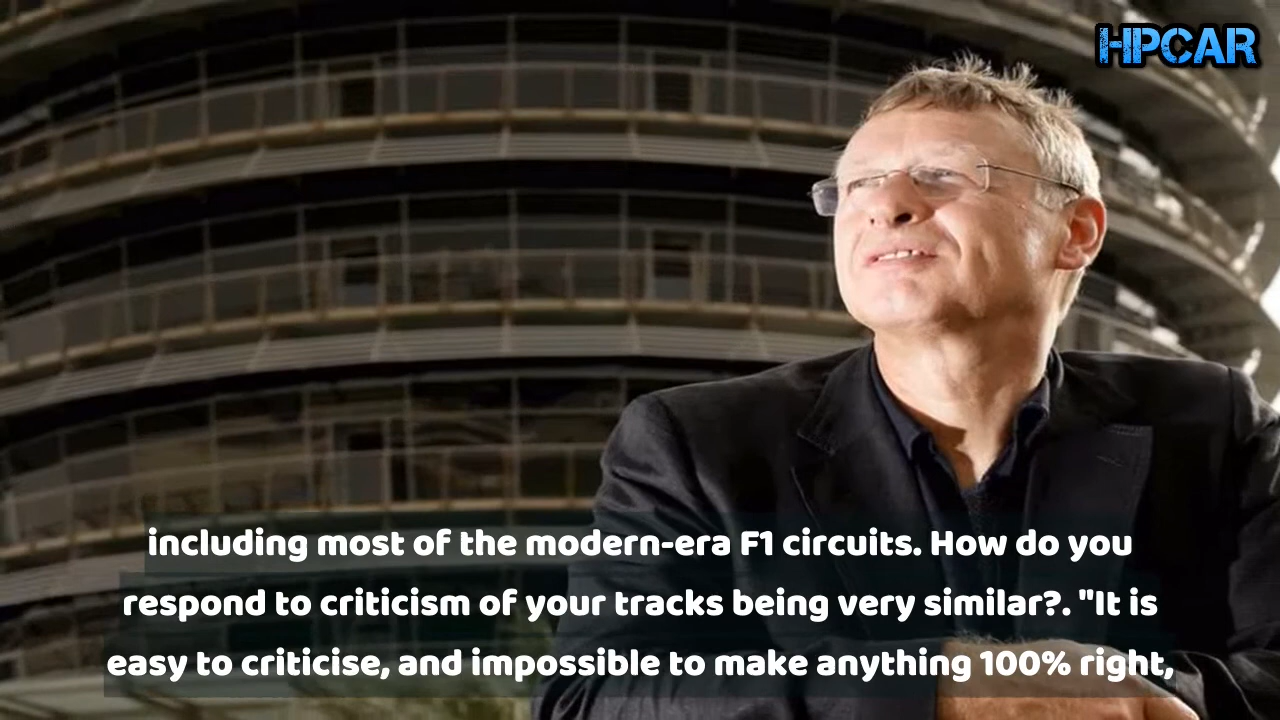 HPCAR
including most of the modern-era F1 circuits. How do you
respond to criticism of your tracks being very similar?. "It is
easy to criticise, and impossible to make anything 100% right,